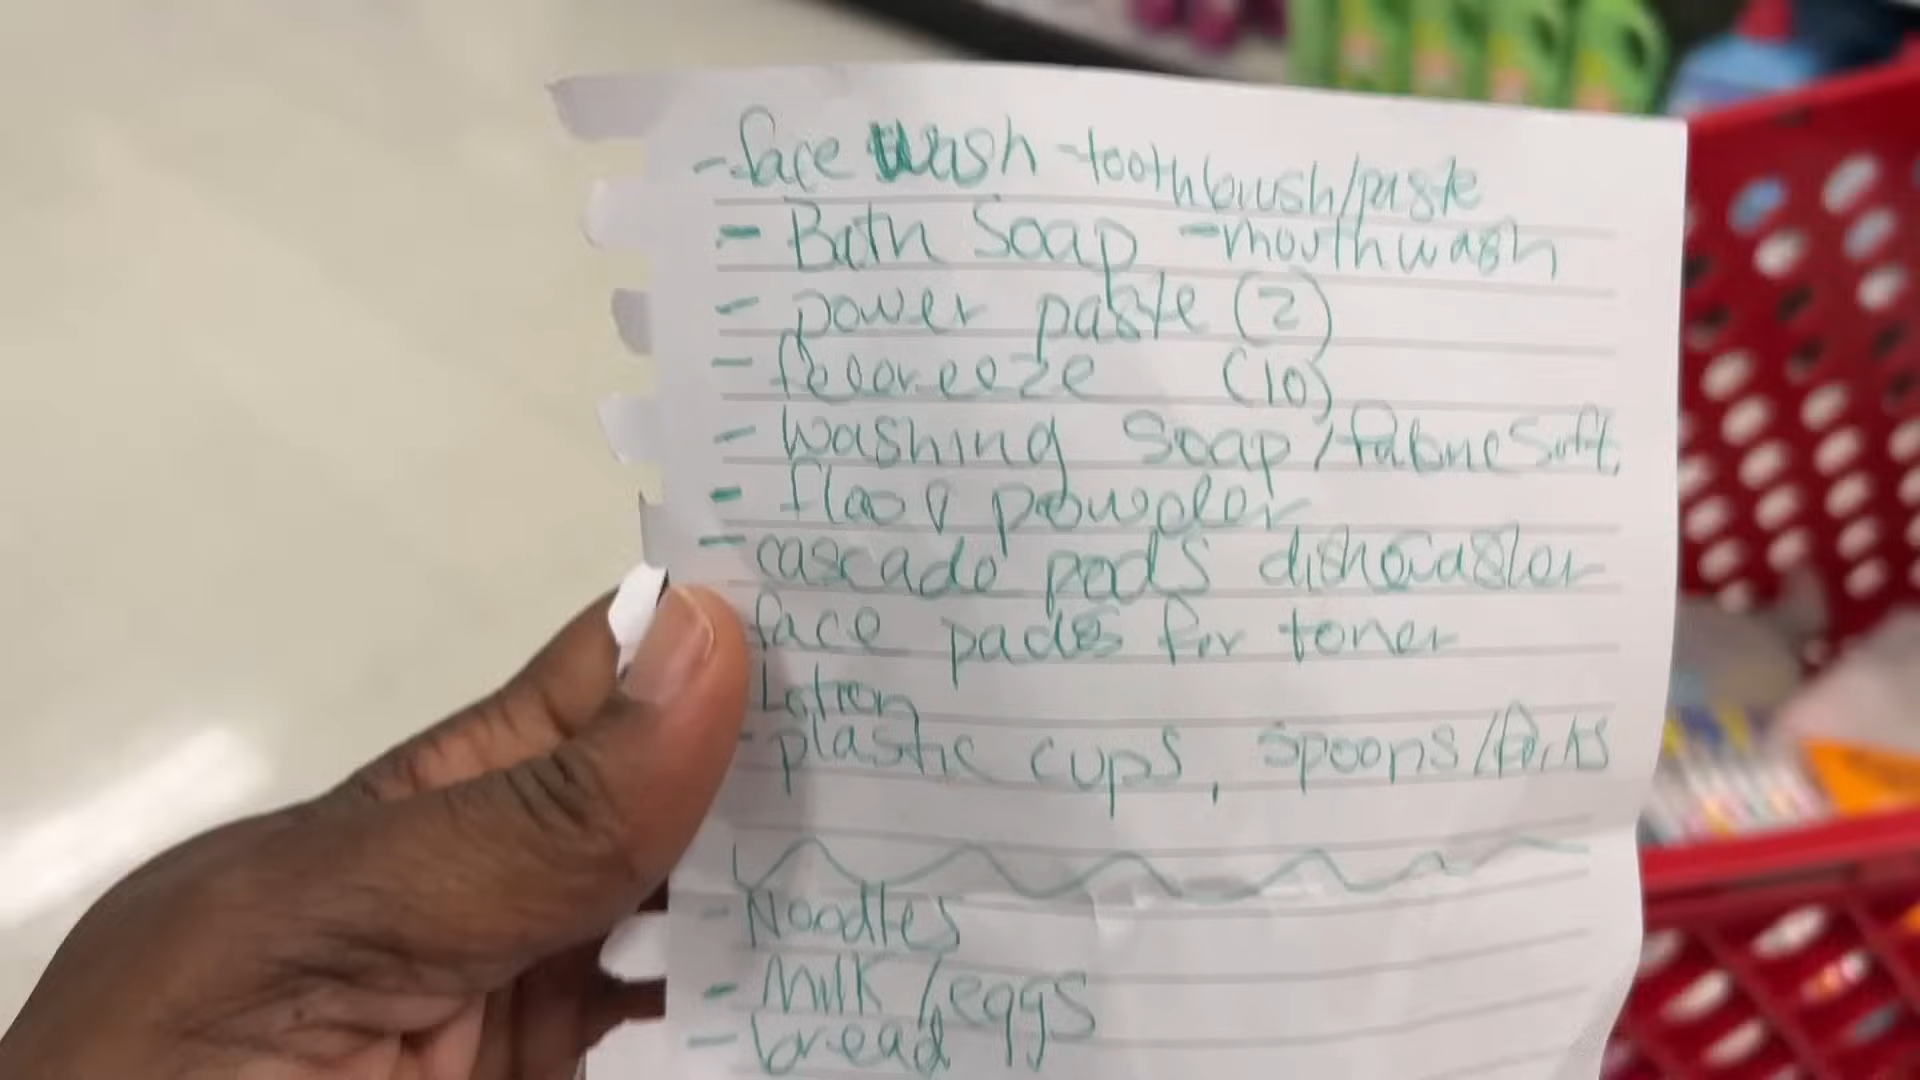 -face wash -toothbrush/paste
- Bath Soap -mouthwash
- power paste (2)
- febreeze (10)
- washing Soap / fabric Soft.
- floor powder
- cascade pods dishwasher
face pads for toner
Lotion
- plastic cups, spoons/forks
- Noodles
- Milk / eggs
- bread